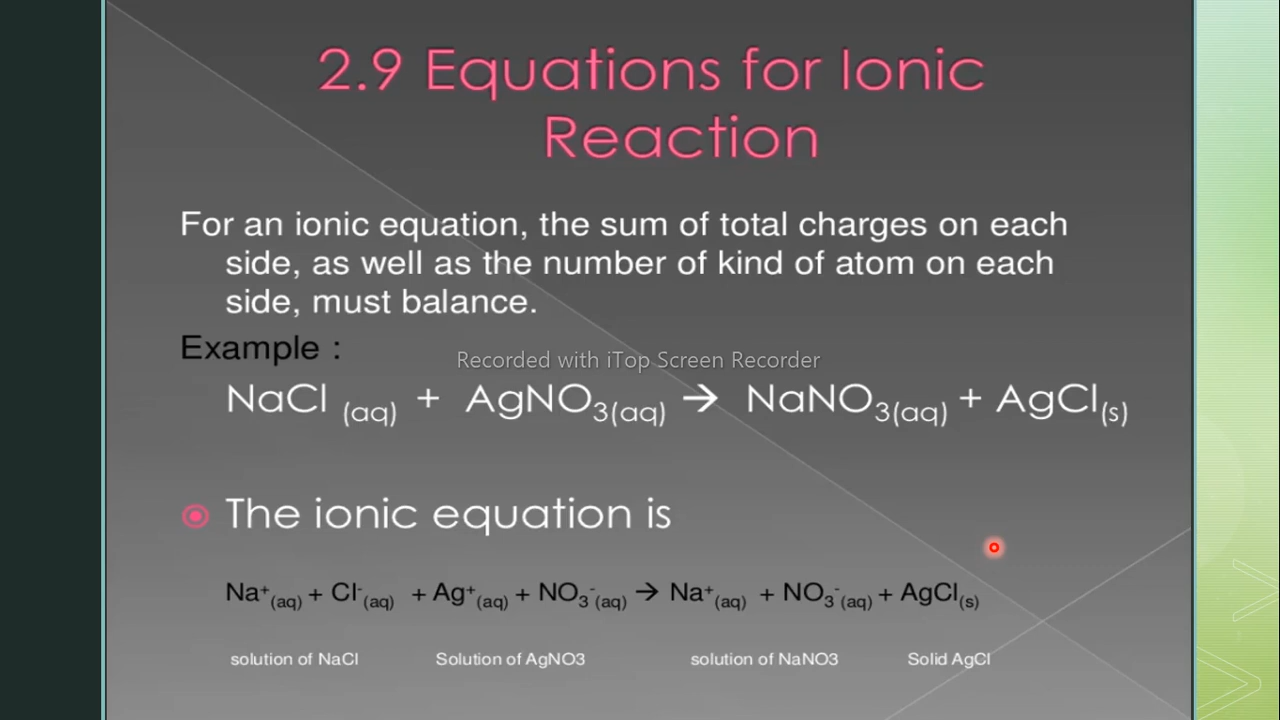 2.9 Equations for Ionic
Reaction
For an ionic equation, the sum of total charges on each
side, as well as the number of kind of atom on each
side, must balance.
Example :
Recorded with iTop Screen Recorder
NaCl (aq) + AgNO3(aq) → NaNO3(aq) + AgCl(s)
The ionic equation is
Na+(aq) + Cl-(aq) + Ag+(aq) + NO3-(aq) → Na+(aq) + NO3-(aq) + AgCl(s)
solution of NaCl Solution of AgNO3 solution of NaNO3 Solid AgCl